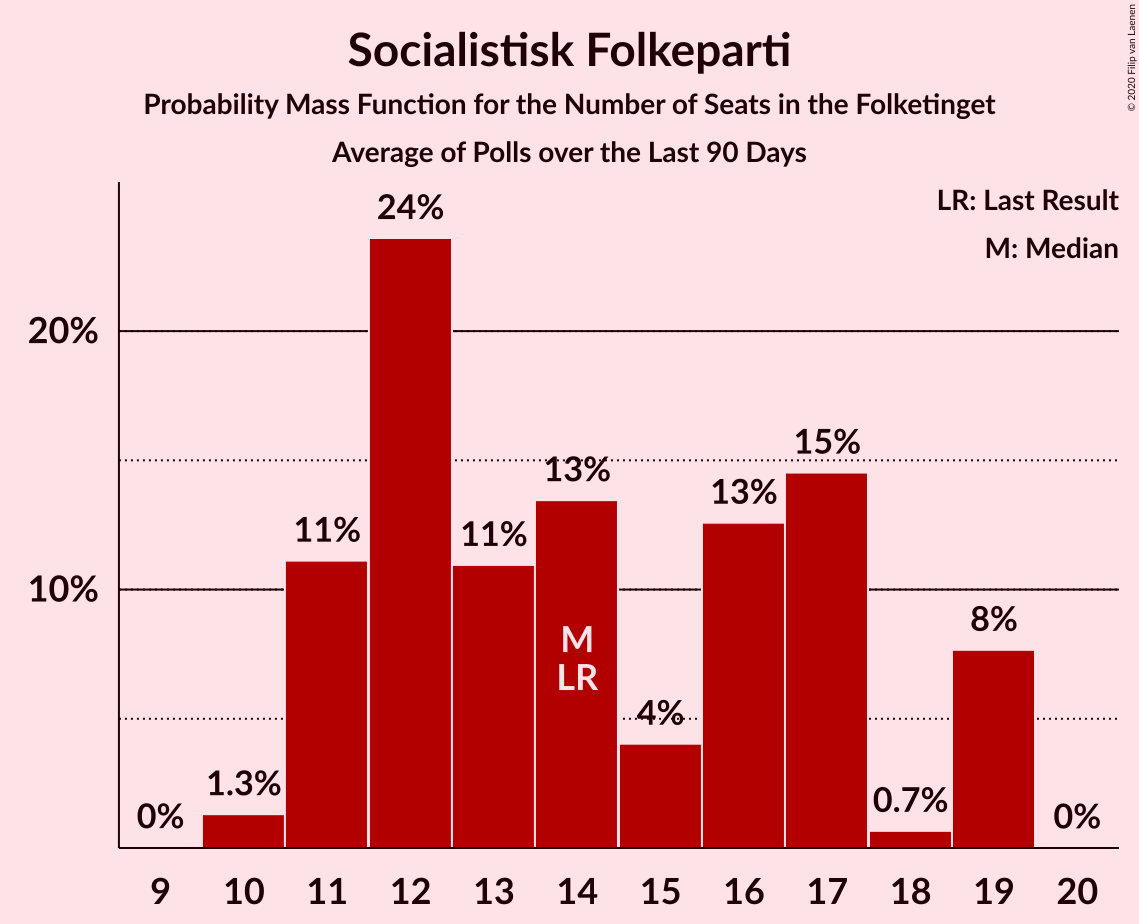 Socialistisk Folkeparti
Probability Mass Function for the Number of Seats in the Folketinget
Average of Polls over the Last 90 Days
© 2020 Filip van Laenen
LR: Last Result
M: Median
20%
10%
0%
1.3%
11%
24%
11%
13%
4%
13%
15%
0.7%
8%
0%
M
LR
9 10 11 12 13 14 15 16 17 18 19 20